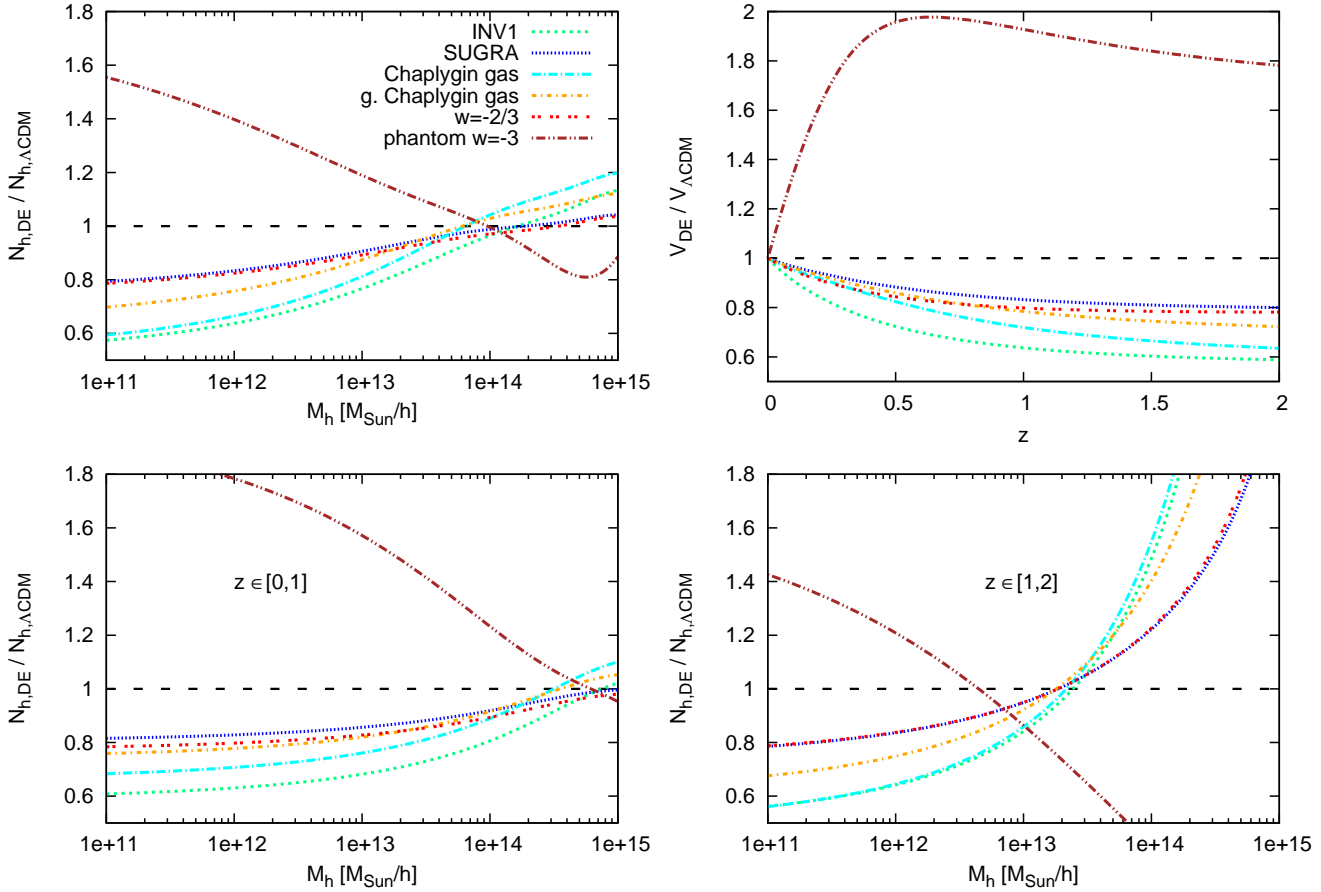 1.8
1.6
1.4
1.2
1
0.8
0.6
N_h,DE / N_h,ΛCDM
INV1
SUGRA
Chaplygin gas
g. Chaplygin gas
w=-2/3
phantom w=-3
1e+11 1e+12 1e+13 1e+14 1e+15
M_h [M_Sun/h]
2
1.8
1.6
1.4
1.2
1
0.8
0.6
V_DE / V_ΛCDM
0 0.5 1 1.5 2
z
1.8
1.6
1.4
1.2
1
0.8
0.6
N_h,DE / N_h,ΛCDM
z ∈[0,1]
1e+11 1e+12 1e+13 1e+14 1e+15
M_h [M_Sun/h]
1.8
1.6
1.4
1.2
1
0.8
0.6
N_h,DE / N_h,ΛCDM
z ∈[1,2]
1e+11 1e+12 1e+13 1e+14 1e+15
M_h [M_Sun/h]